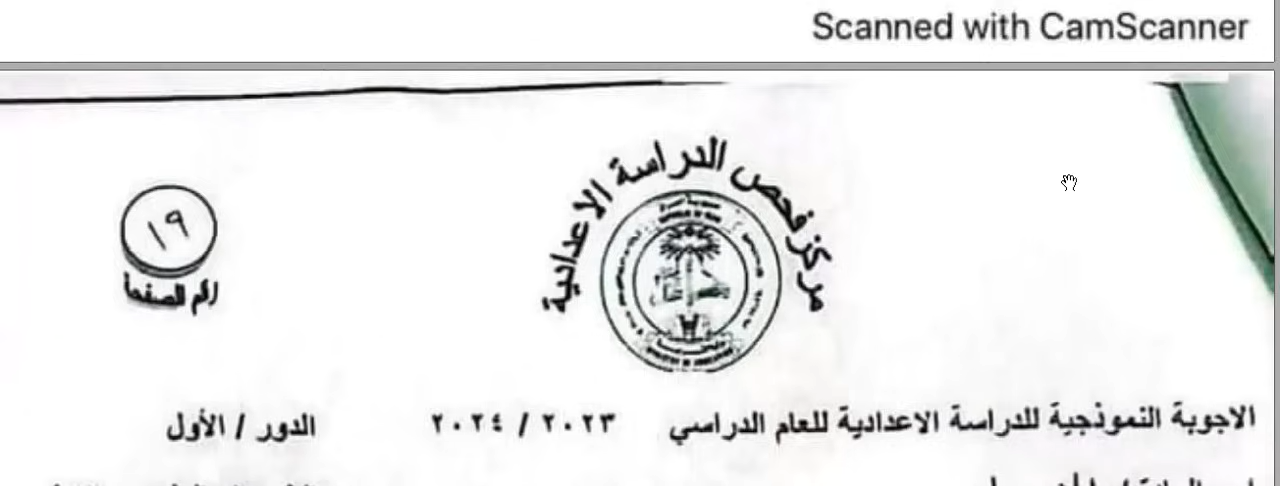 Scanned with CamScanner
مركز فحص الدراسة الاعدادية
١٩
رقم الصفحة
الاجوبة النموذجية للدراسة الاعدادية للعام الدراسي ٢٠٢٣ / ٢٠٢٤ الدور / الأول